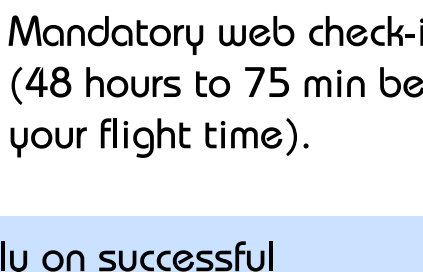 Mandatory web check-i
(48 hours to 75 min be
your flight time).
ly on successful